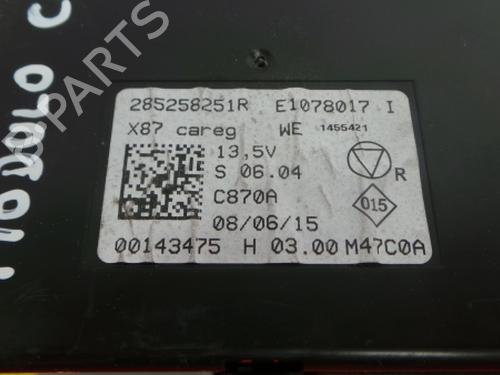 285258251R E1078017 I
X87 careg WE 1455421
13,5V
S 06.04
R
C870A
015
08/06/15
00143475 H 03.00 M47C0A